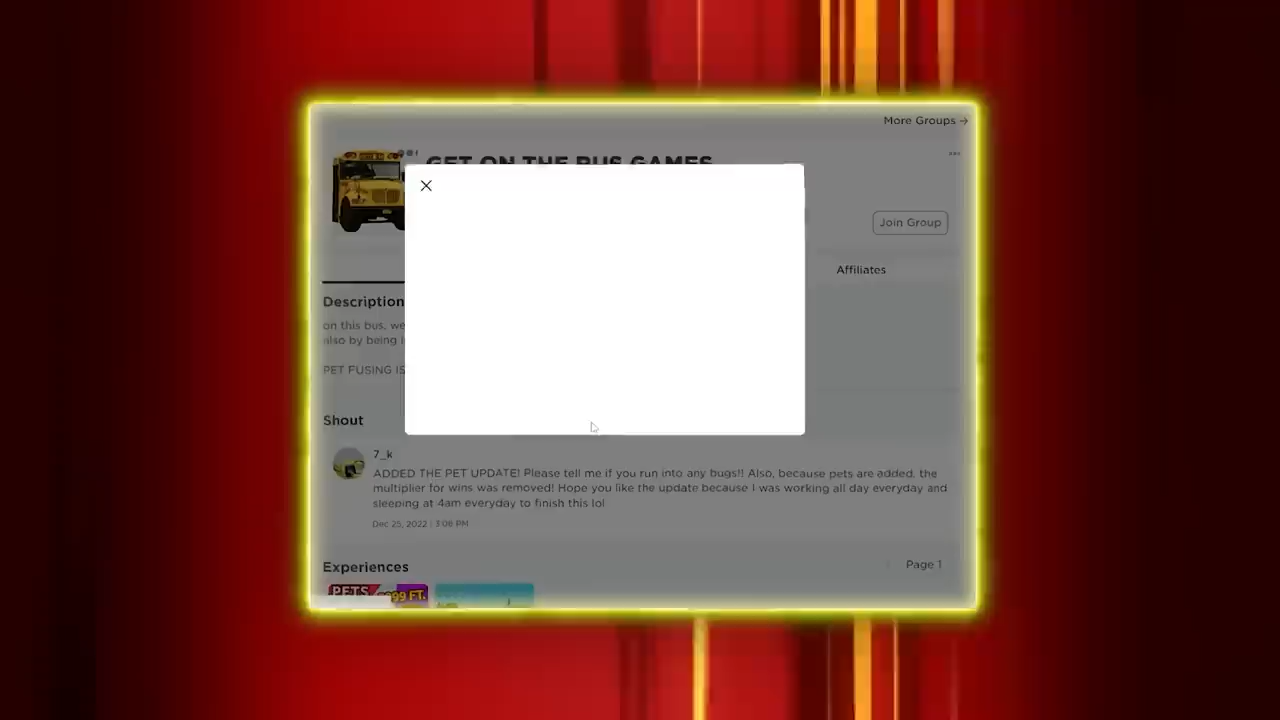 More Groups →
GET ON THE BUS GAMES
Join Group
Affiliates
Description
on this bus, we
also by being i
PET FUSING IS
Shout
7_k
ADDED THE PET UPDATE! Please tell me if you run into any bugs!! Also, because pets are added, the
multiplier for wins was removed! Hope you like the update because I was working all day everyday and
sleeping at 4am everyday to finish this lol
Dec 25, 2022 | 3:06 PM
Experiences
Page 1
PETS
99 FT.